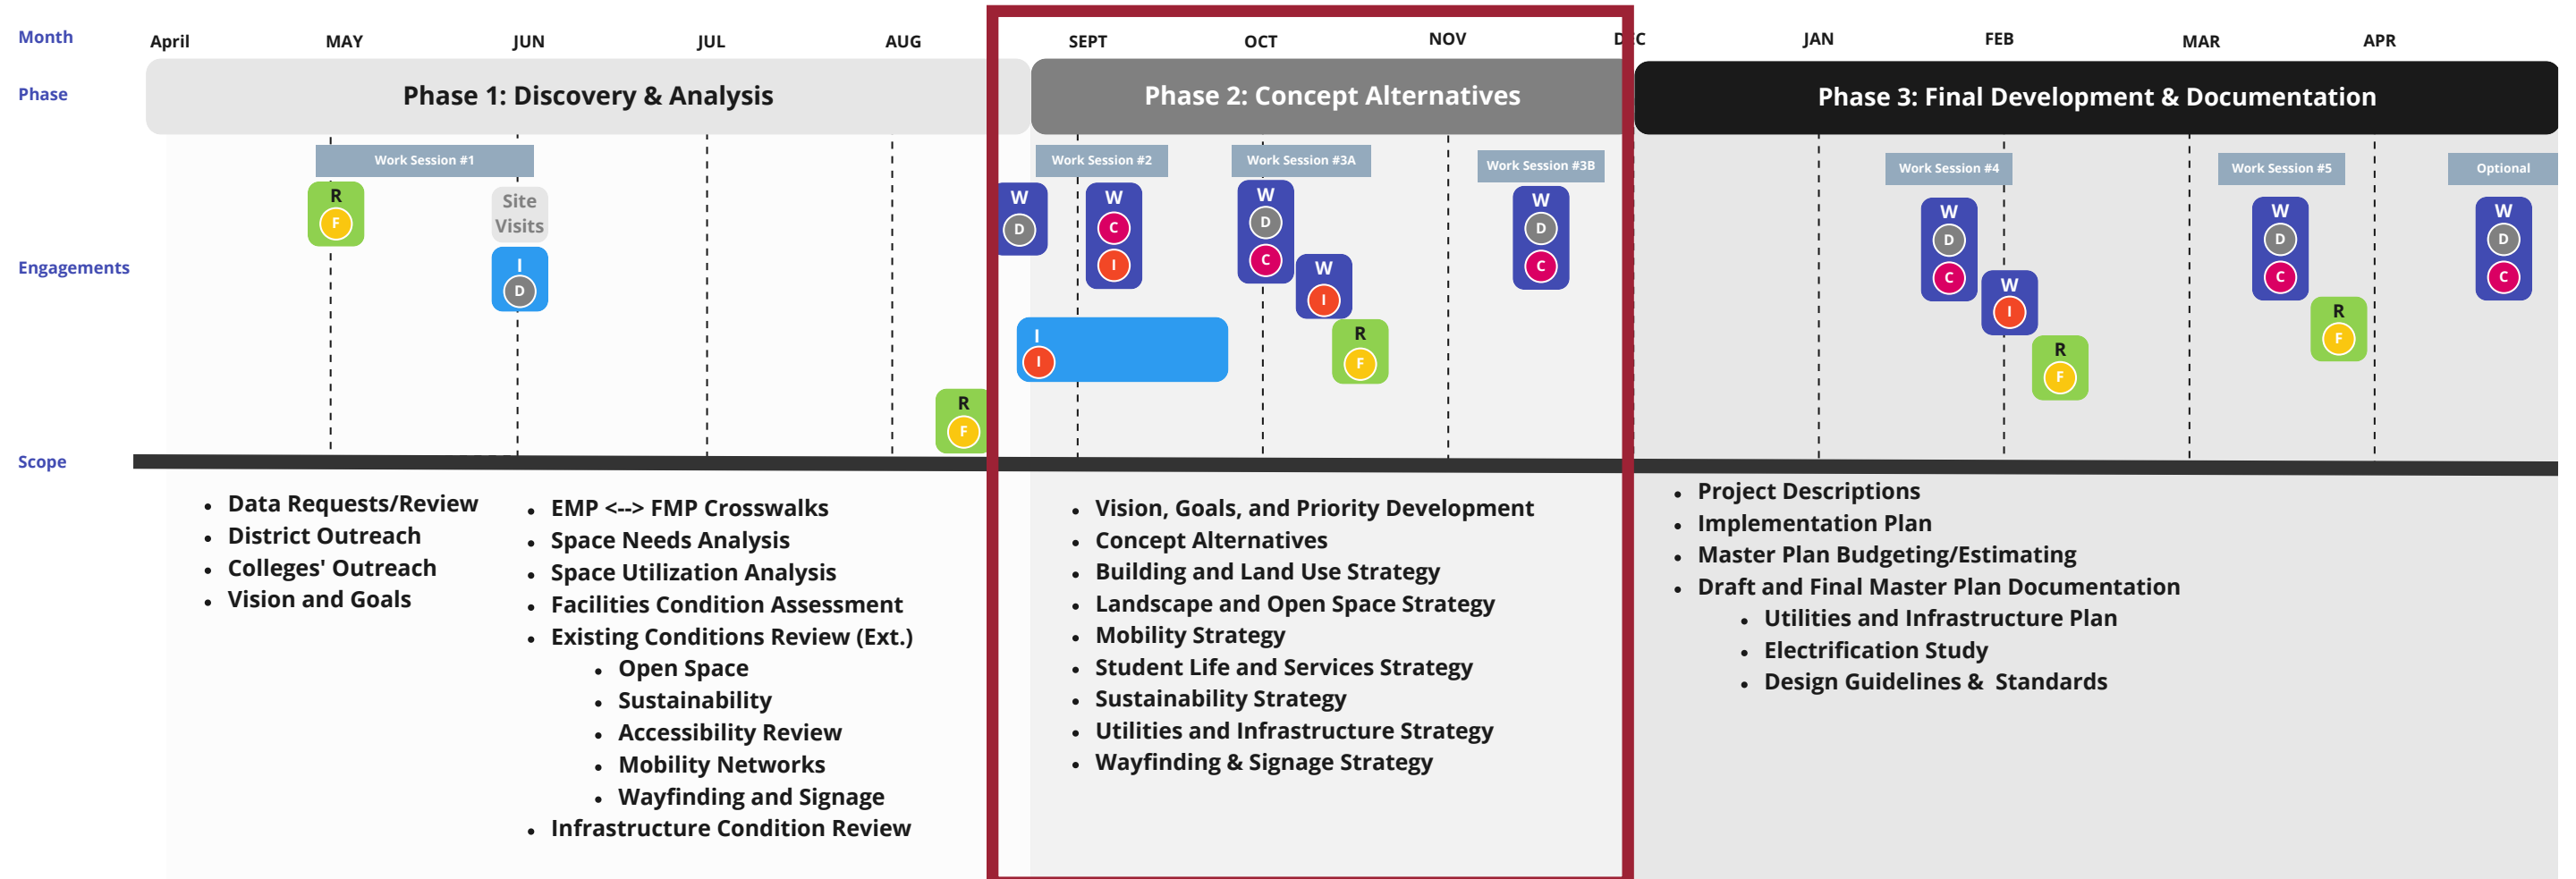 Month
April
MAY
JUN
JUL
AUG
SEPT
OCT
NOV
DEC
JAN
FEB
MAR
APR
Phase
Phase 1: Discovery & Analysis
Phase 2: Concept Alternatives
Phase 3: Final Development & Documentation
Engagements
Work Session #1
R
F
Site
Visits
I
D
R
F
W
D
Work Session #2
W
C
I
I
I
Work Session #3A
W
D
C
W
I
R
F
Work Session #3B
W
D
C
Work Session #4
W
D
C
W
I
R
F
Work Session #5
W
D
C
R
F
Optional
W
D
C
Scope
• Data Requests/Review
• District Outreach
• Colleges' Outreach
• Vision and Goals
• EMP <--> FMP Crosswalks
• Space Needs Analysis
• Space Utilization Analysis
• Facilities Condition Assessment
• Existing Conditions Review (Ext.)
• Open Space
• Sustainability
• Accessibility Review
• Mobility Networks
• Wayfinding and Signage
• Infrastructure Condition Review
• Vision, Goals, and Priority Development
• Concept Alternatives
• Building and Land Use Strategy
• Landscape and Open Space Strategy
• Mobility Strategy
• Student Life and Services Strategy
• Sustainability Strategy
• Utilities and Infrastructure Strategy
• Wayfinding & Signage Strategy
• Project Descriptions
• Implementation Plan
• Master Plan Budgeting/Estimating
• Draft and Final Master Plan Documentation
• Utilities and Infrastructure Plan
• Electrification Study
• Design Guidelines & Standards